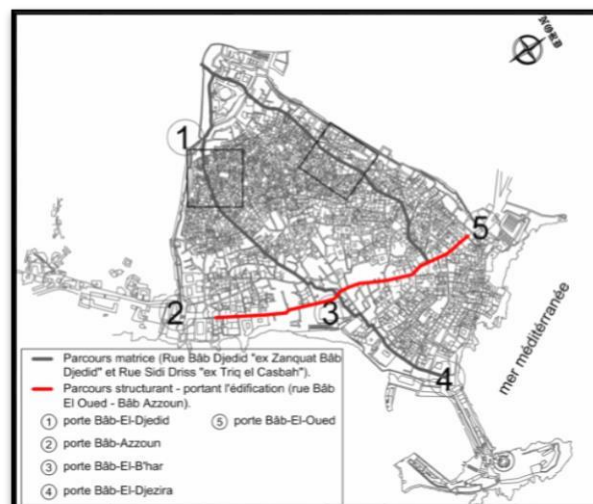 NORD
1
5
2
3
4
mer méditérranée
Parcours matrice (Rue Bâb Djedid "ex Zanquat Bâb
Djedid" et Rue Sidi Driss "ex Triq el Casbah").
Parcours structurant - portant l'édification (rue Bâb
El Oued - Bâb Azzoun).
1 porte Bâb-El-Djedid 5 porte Bâb-El-Oued
2 porte Bâb-Azzoun
3 porte Bâb-El-B'har
4 porte Bâb-El-Djezira